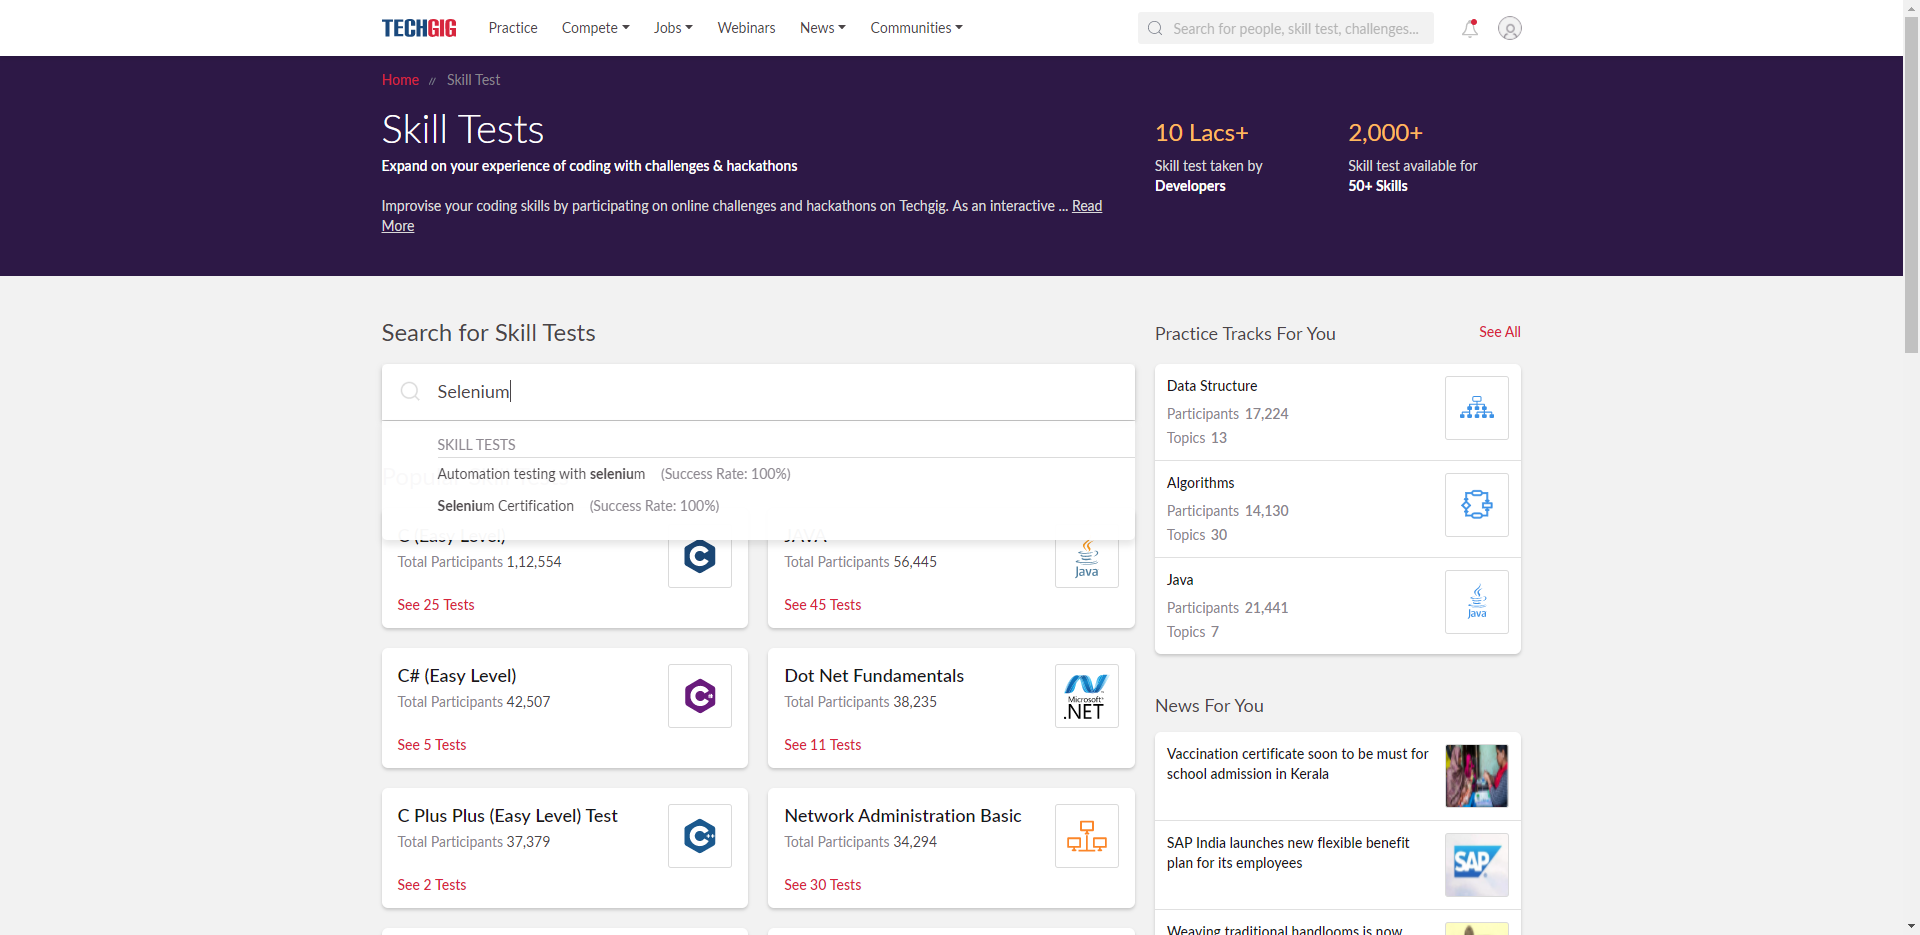 TECHGIG Practice Compete Jobs Webinars News Communities Search for people, skill test, challenges...
Home // Skill Test
Skill Tests
Expand on your experience of coding with challenges & hackathons
Improvise your coding skills by participating on online challenges and hackathons on Techgig. As an interactive ... Read
More
10 Lacs+
Skill test taken by
Developers
2,000+
Skill test available for
50+ Skills
Search for Skill Tests
Selenium
SKILL TESTS
Automation testing with selenium (Success Rate: 100%)
Selenium Certification (Success Rate: 100%)
C (Easy Level)
Total Participants 1,12,554
See 25 Tests
JAVA
Total Participants 56,445
See 45 Tests
Java
C# (Easy Level)
Total Participants 42,507
See 5 Tests
Dot Net Fundamentals
Total Participants 38,235
See 11 Tests
Microsoft
.NET
C Plus Plus (Easy Level) Test
Total Participants 37,379
See 2 Tests
Network Administration Basic
Total Participants 34,294
See 30 Tests
Practice Tracks For You See All
Data Structure
Participants 17,224
Topics 13
Algorithms
Participants 14,130
Topics 30
Java
Participants 21,441
Topics 7
Java
News For You
Vaccination certificate soon to be must for
school admission in Kerala
SAP India launches new flexible benefit
plan for its employees
SAP
Weaving traditional handlooms is now